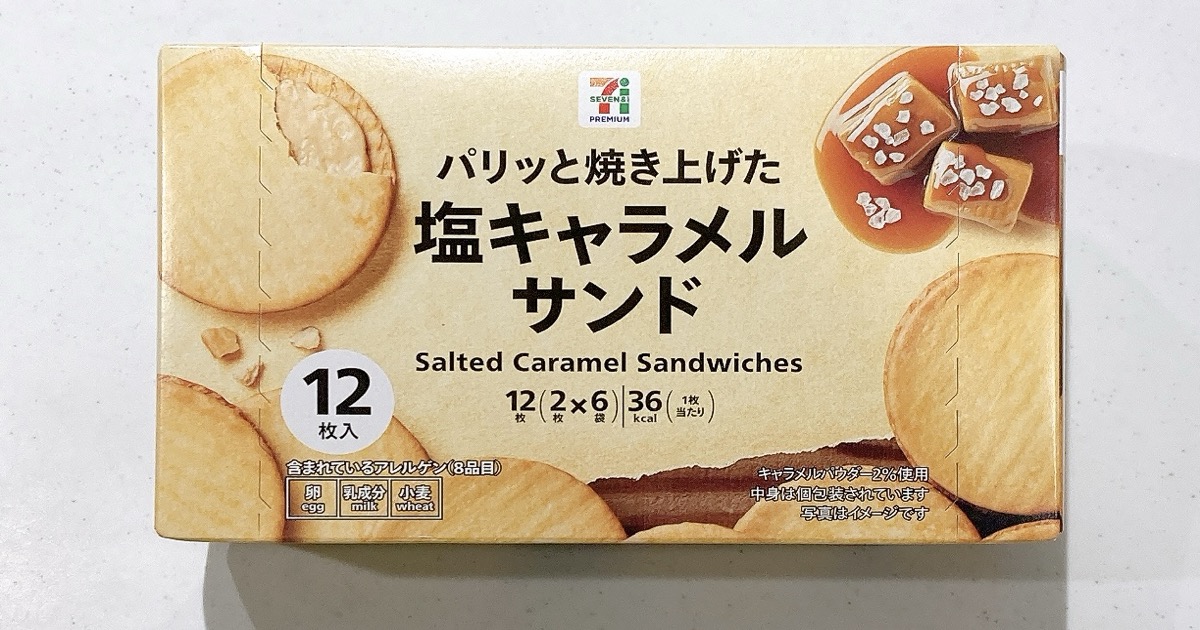 SEVEN&i
PREMIUM
パリッと焼き上げた
塩キャラメル
サンド
Salted Caramel Sandwiches
12枚(2枚×6袋) 36kcal(1枚当たり)
12
枚入
含まれているアレルゲン(8品目)
卵 乳成分 小麦
egg milk wheat
キャラメルパウダー2%使用
中身は個包装されています
写真はイメージです